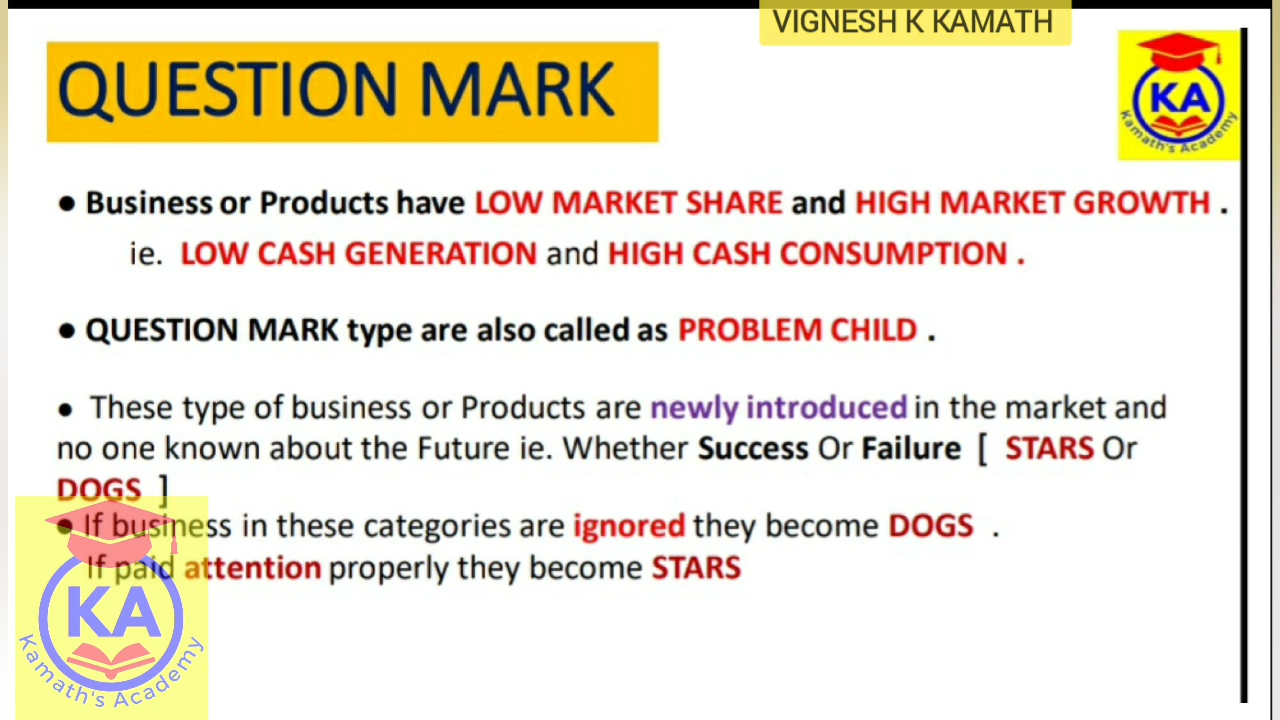 VIGNESH K KAMATH
QUESTION MARK
KA
Kamath's Academy
● Business or Products have LOW MARKET SHARE and HIGH MARKET GROWTH .
ie. LOW CASH GENERATION and HIGH CASH CONSUMPTION .
● QUESTION MARK type are also called as PROBLEM CHILD .
● These type of business or Products are newly introduced in the market and
no one known about the Future ie. Whether Success Or Failure [ STARS Or
DOGS ]
● If business in these categories are ignored they become DOGS .
If paid attention properly they become STARS
KA
Kamath's Academy